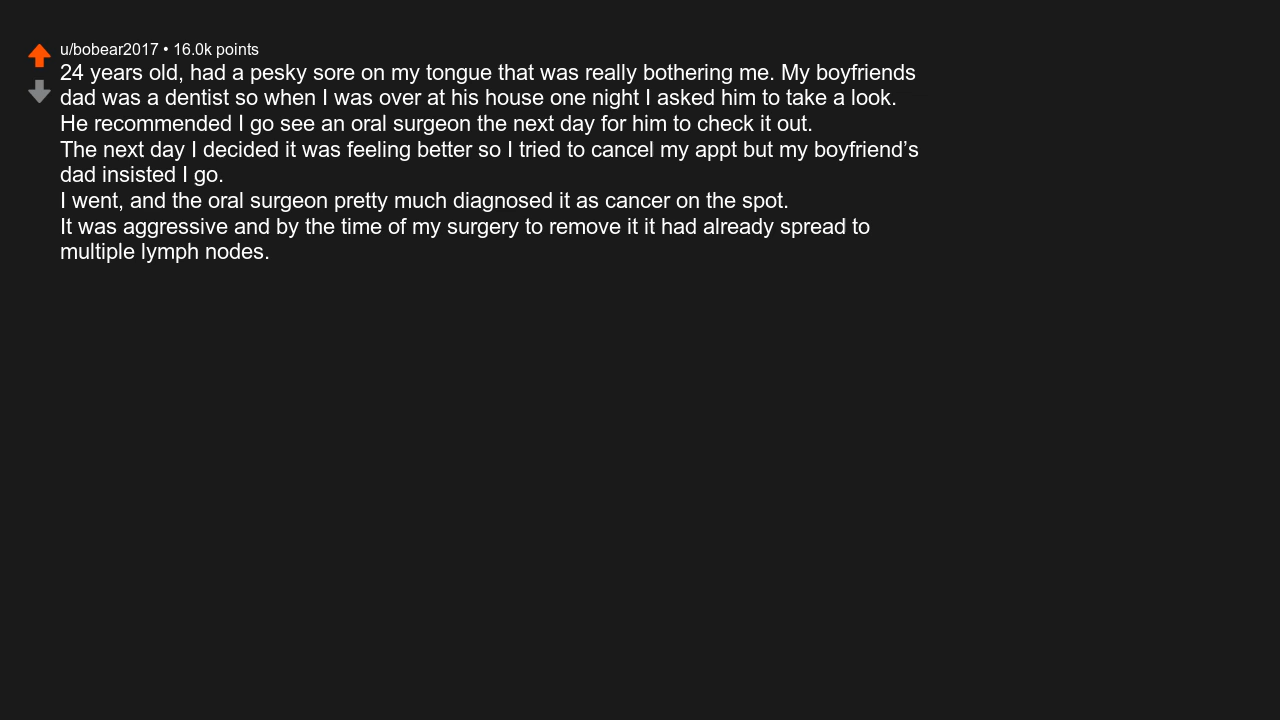 u/bobear2017 • 16.0k points
24 years old, had a pesky sore on my tongue that was really bothering me. My boyfriends
dad was a dentist so when I was over at his house one night I asked him to take a look.
He recommended I go see an oral surgeon the next day for him to check it out.
The next day I decided it was feeling better so I tried to cancel my appt but my boyfriend’s
dad insisted I go.
I went, and the oral surgeon pretty much diagnosed it as cancer on the spot.
It was aggressive and by the time of my surgery to remove it it had already spread to
multiple lymph nodes.